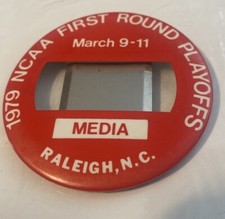 1979 NCAA FIRST ROUND PLAYOFFS
March 9-11
MEDIA
RALEIGH, N.C.